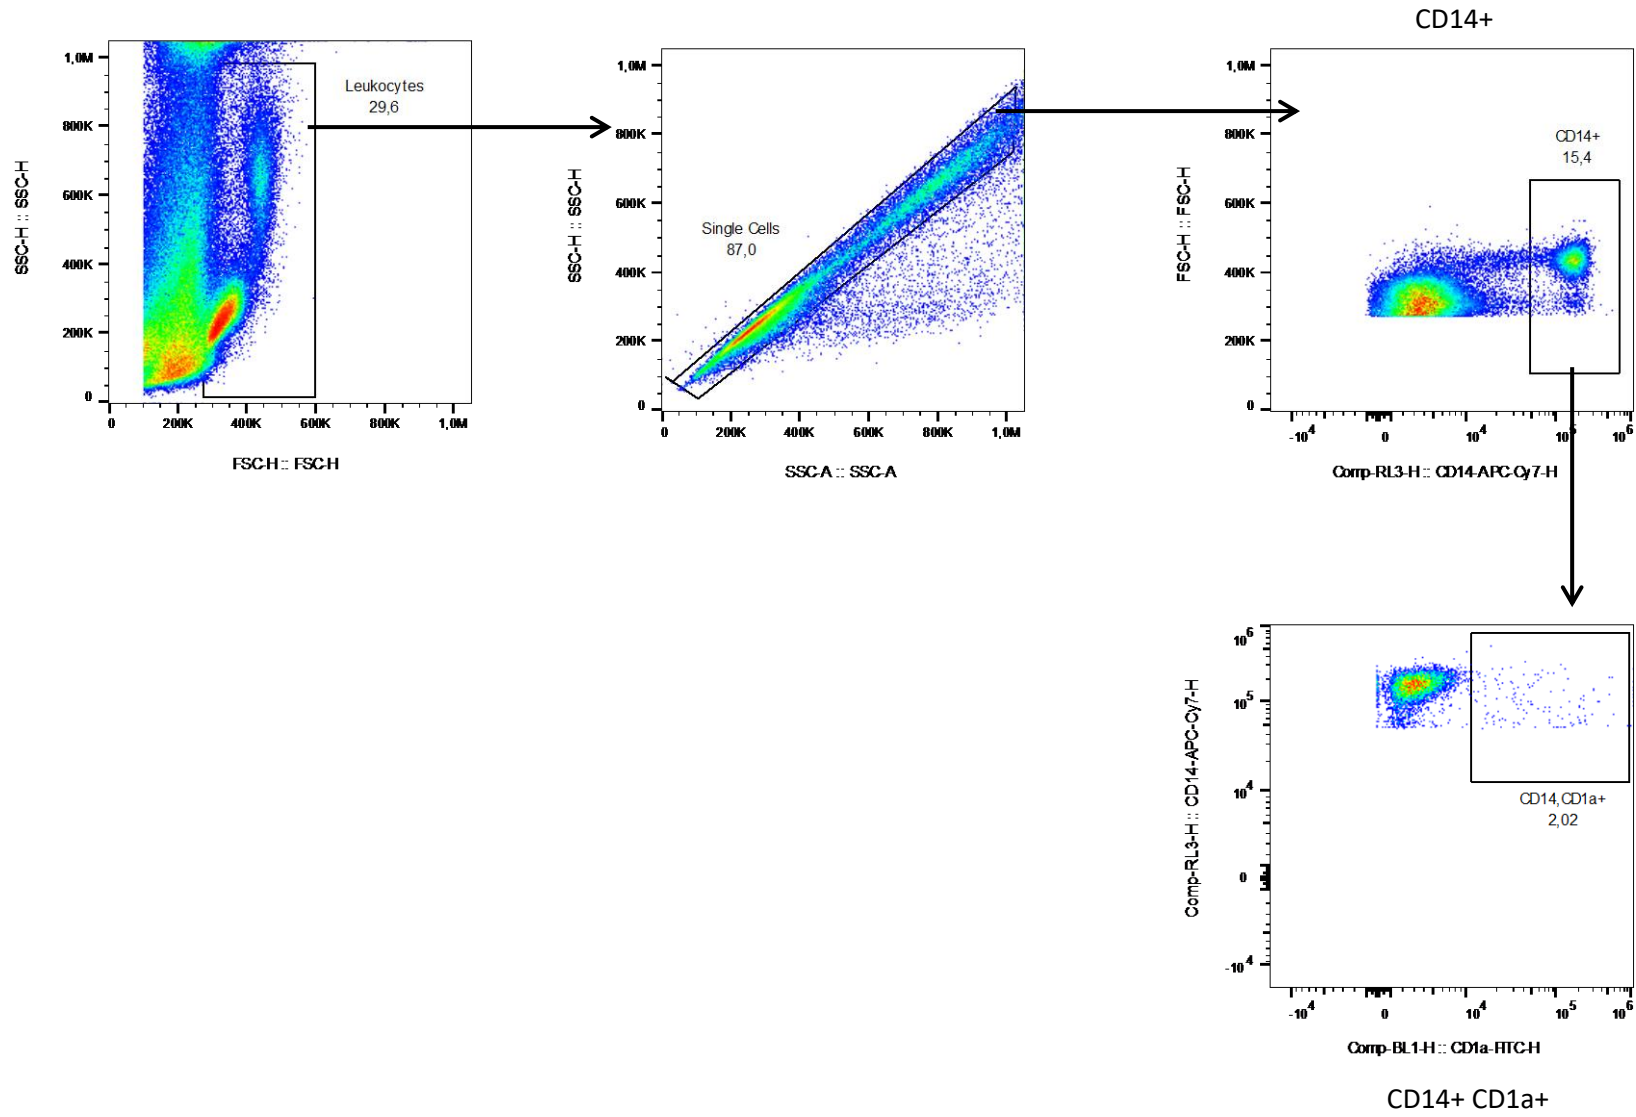 CD14+
1,0M
800K
600K
400K
200K
0
SSC-H :: SSC-H
Leukocytes
29,6
0
200K
400K
600K
800K
1,0M
FSC-H :: FSC-H
1,0M
800K
600K
400K
200K
0
SSC-H :: SSC-H
Single Cells
87,0
0
200K
400K
600K
800K
1,0M
SSC-A :: SSC-A
1,0M
800K
600K
400K
200K
0
FSC-H :: FSC-H
CD14+
15,4
-10^4
0
10^4
10^5
10^6
Comp-RL3-H :: CD14-APC-Cy7-H
10^6
10^5
10^4
0
-10^4
Comp-RL3-H :: CD14-APC-Cy7-H
CD14,CD1a+
2,02
-10^4
0
10^4
10^5
10^6
Comp-BL1-H :: CD1a-FITC-H
CD14+ CD1a+